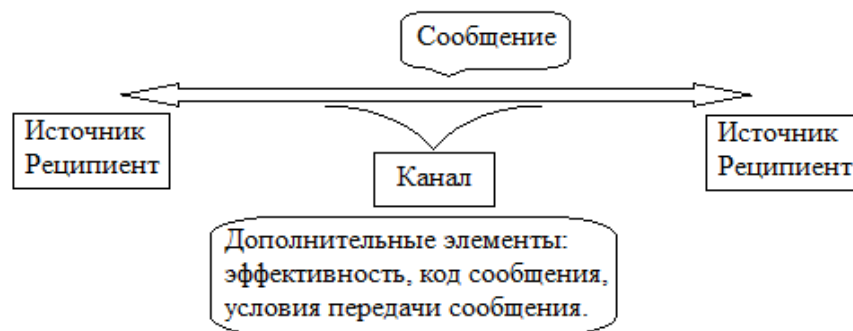 Сообщение
Источник
Реципиент
Канал
Источник
Реципиент
Дополнительные элементы:
эффективность, код сообщения,
условия передачи сообщения.